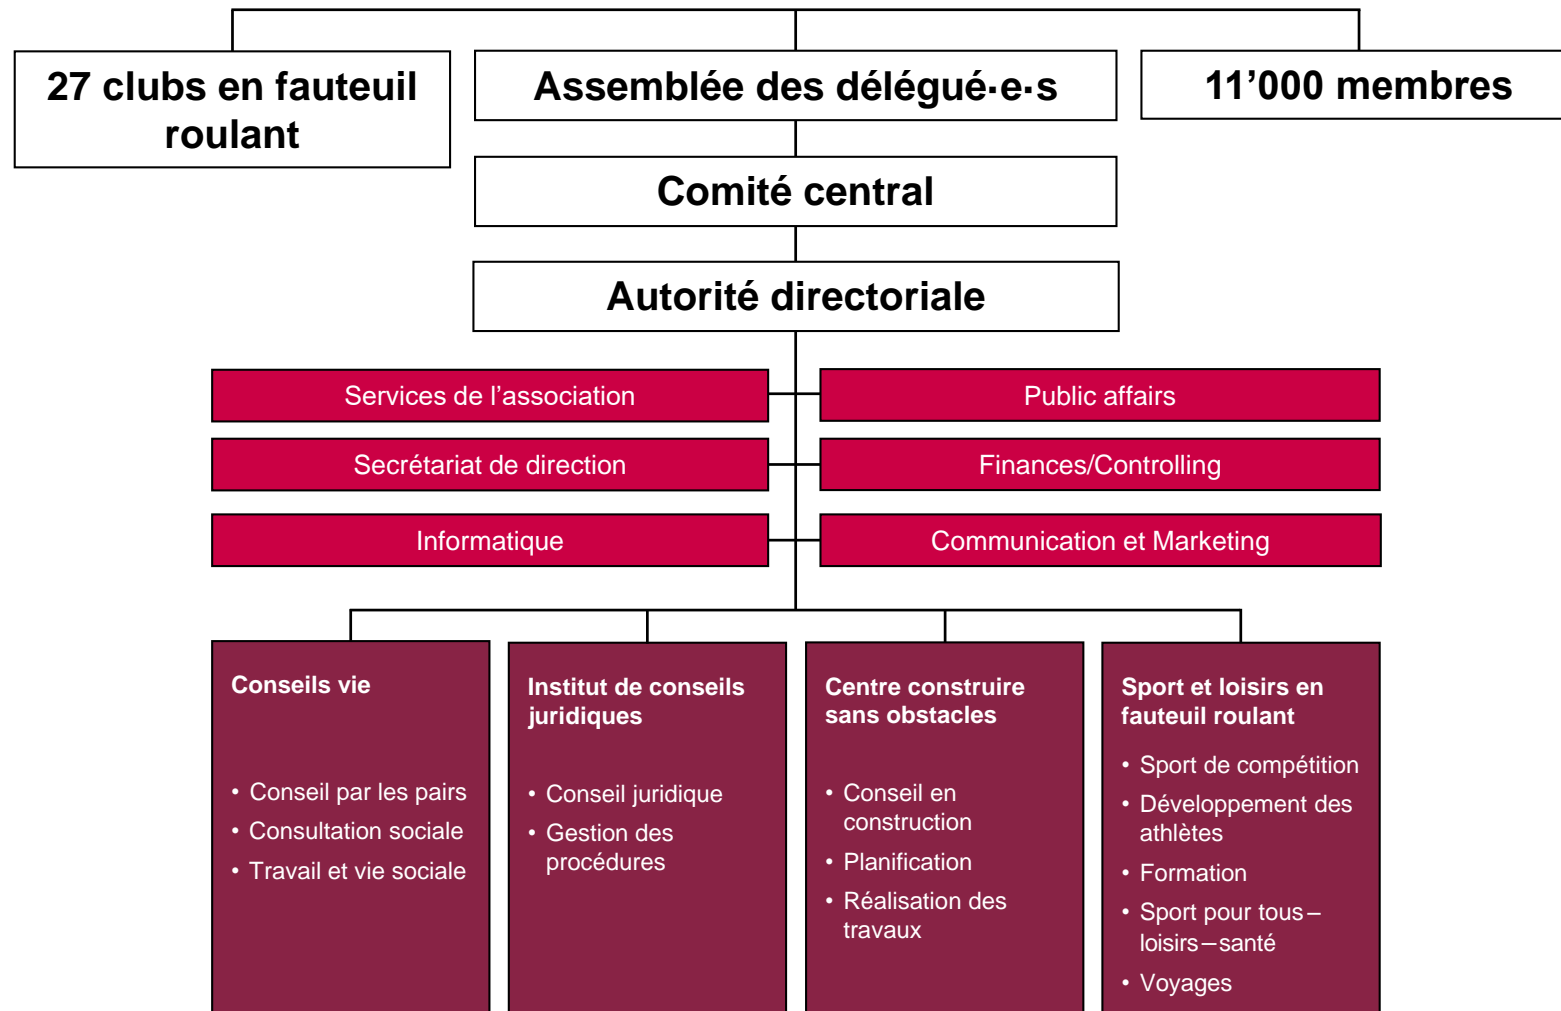 27 clubs en fauteuil
roulant
Assemblée des délégué·e·s
11’000 membres
Comité central
Autorité directoriale
Services de l’association
Public affairs
Secrétariat de direction
Finances/Controlling
Informatique
Communication et Marketing
Conseils vie
• Conseil par les pairs
• Consultation sociale
• Travail et vie sociale
Institut de conseils
juridiques
• Conseil juridique
• Gestion des
procédures
Centre construire
sans obstacles
• Conseil en
construction
• Planification
• Réalisation des
travaux
Sport et loisirs en
fauteuil roulant
• Sport de compétition
• Développement des
athlètes
• Formation
• Sport pour tous –
loisirs – santé
• Voyages